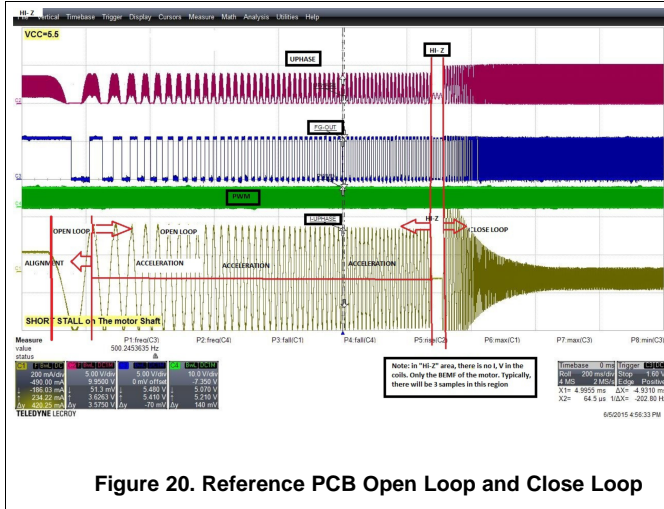 HI- Z
Vertical Timebase Trigger Display Cursors Measure Math Analysis Utilities Help
VCC=5.5
HI- Z
UPHASE
FG-OUT
PWM
I-UPHASE
HI-Z
OPEN LOOP
OPEN LOOP
CLOSE LOOP
ALIGNMENT
ACCELERATION
ACCELERATION
ACCELERATION
SHORT STALL on The motor Shaft
Measure P1:freq(C3) P2:freq(C4) P3:fall(C1) P4:fall(C4) P5:rise(C2) P6:max(C1) P7:max(C3) P8:min(C3)
value 500.2453635 Hz
status
Note: in "HI-Z" area, there is no I, V in the
coils. Only the BEMF of the motor. Typically,
there will be 3 samples in this region
200 mA/div 5.00 V/div 5.00 V/div 10.0 V/div
-490.00 mA 9.9500 V 0 mV offset -7.350 V
-186.03 mA 51.3 mV 5.480 V 5.070 V
234.22 mA 3.6263 V 5.410 V 5.210 V
Δy 420.25 mA Δy 3.5750 V Δy -70 mV Δy 140 mV
Timebase 0 ms Trigger
Roll 200 ms/div Stop 1.60 V
4 MS 2 MS/s Edge Positive
X1= 4.9955 ms ΔX= -4.9310 ms
X2= 64.5 µs 1/ΔX= -202.80 Hz
TELEDYNE LECROY
6/5/2015 4:56:33 PM
Figure 20. Reference PCB Open Loop and Close Loop